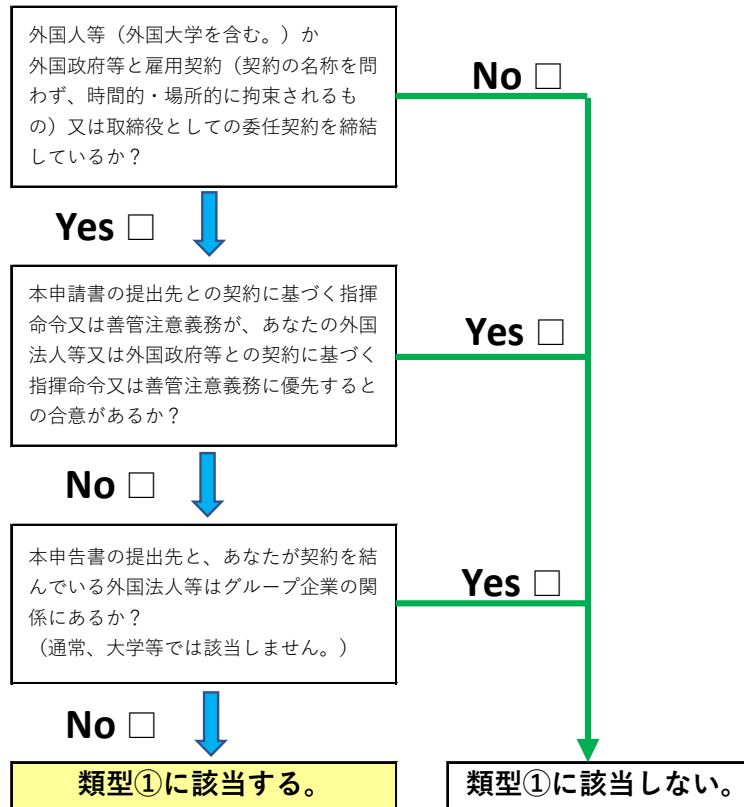 外国人等（外国大学を含む。）か
外国政府等と雇用契約（契約の名称を問
わず、時間的・場所的に拘束されるも
の）又は取締役としての委任契約を締結
しているか？
No □
Yes □
本申請書の提出先との契約に基づく指揮
命令又は善管注意義務が、あなたの外国
法人等又は外国政府等との契約に基づく
指揮命令又は善管注意義務に優先すると
の合意があるか？
Yes □
No □
本申告書の提出先と、あなたが契約を結
んでいる外国法人等はグループ企業の関
係にあるか？
（通常、大学等では該当しません。）
Yes □
No □
類型①に該当する。
類型①に該当しない。